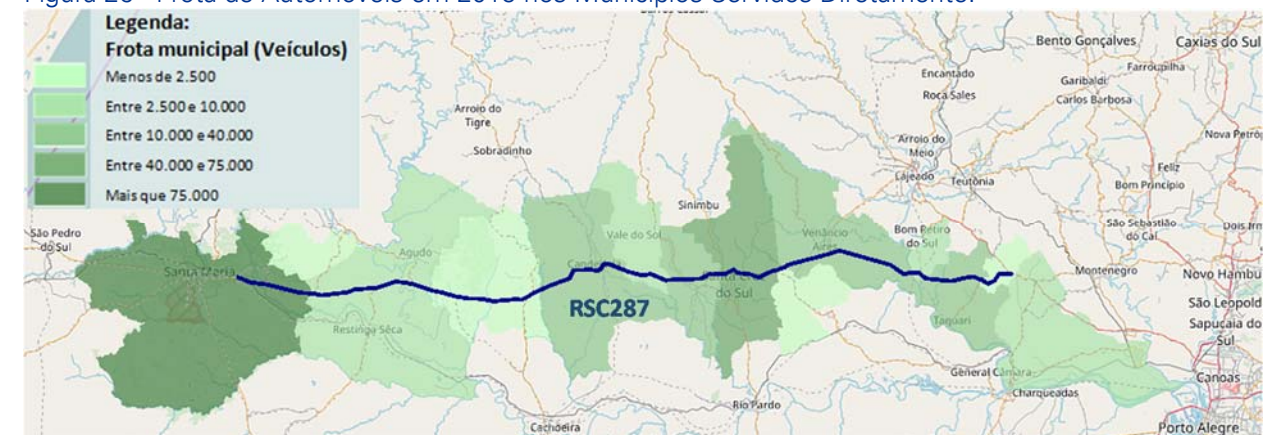 Legenda:
Frota municipal (Veículos)
Menos de 2.500
Entre 2.500 e 10.000
Entre 10.000 e 40.000
Entre 40.000 e 75.000
Mais que 75.000
Bento Gonçalves
Caxias do Sul
Farroupilha
Encantado
Garibaldi
Roca Sales
Carlos Barbosa
Arroio do
Tigre
Nova Petró
Arroio do
Meio
Sobradinho
Feliz
Lajeado
Teutônia
Bom Princípio
Sinimbu
São Sebastião
do Caí
Dois Irm
São Pedro
do Sul
Vale do Sol
Venâncio
Aires
Bom Retiro
do Sul
Agudo
Candelária
Santa Maria
Montenegro
Novo Hambu
do Sul
RSC287
São Leopold
Taquari
Sapucaia do
Sul
Restinga Sêca
General Câmara
Canoas
Charqueadas
Rio Pardo
Cachoeira
Porto Alegre